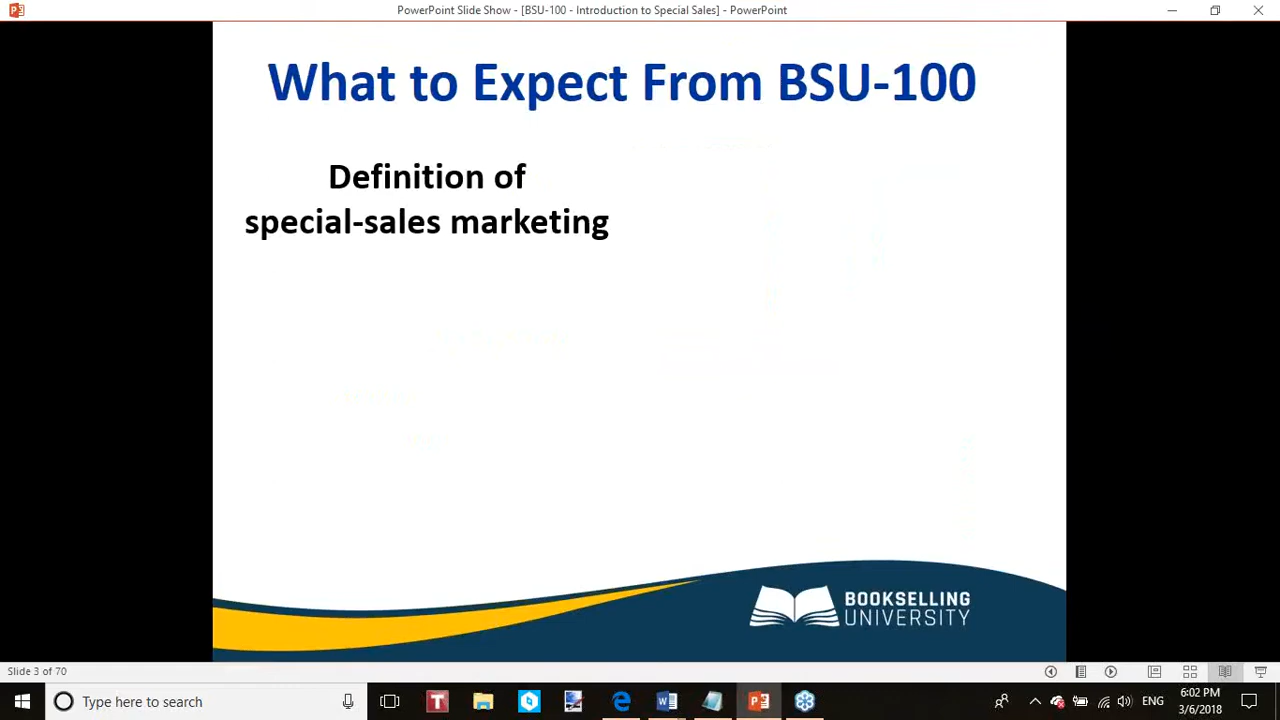 PowerPoint Slide Show - [BSU-100 - Introduction to Special Sales] - PowerPoint
What to Expect From BSU-100
Definition of
special-sales marketing
BOOKSELLING
UNIVERSITY
Slide 3 of 70
Type here to search
T
ENG
6:02 PM
3/6/2018